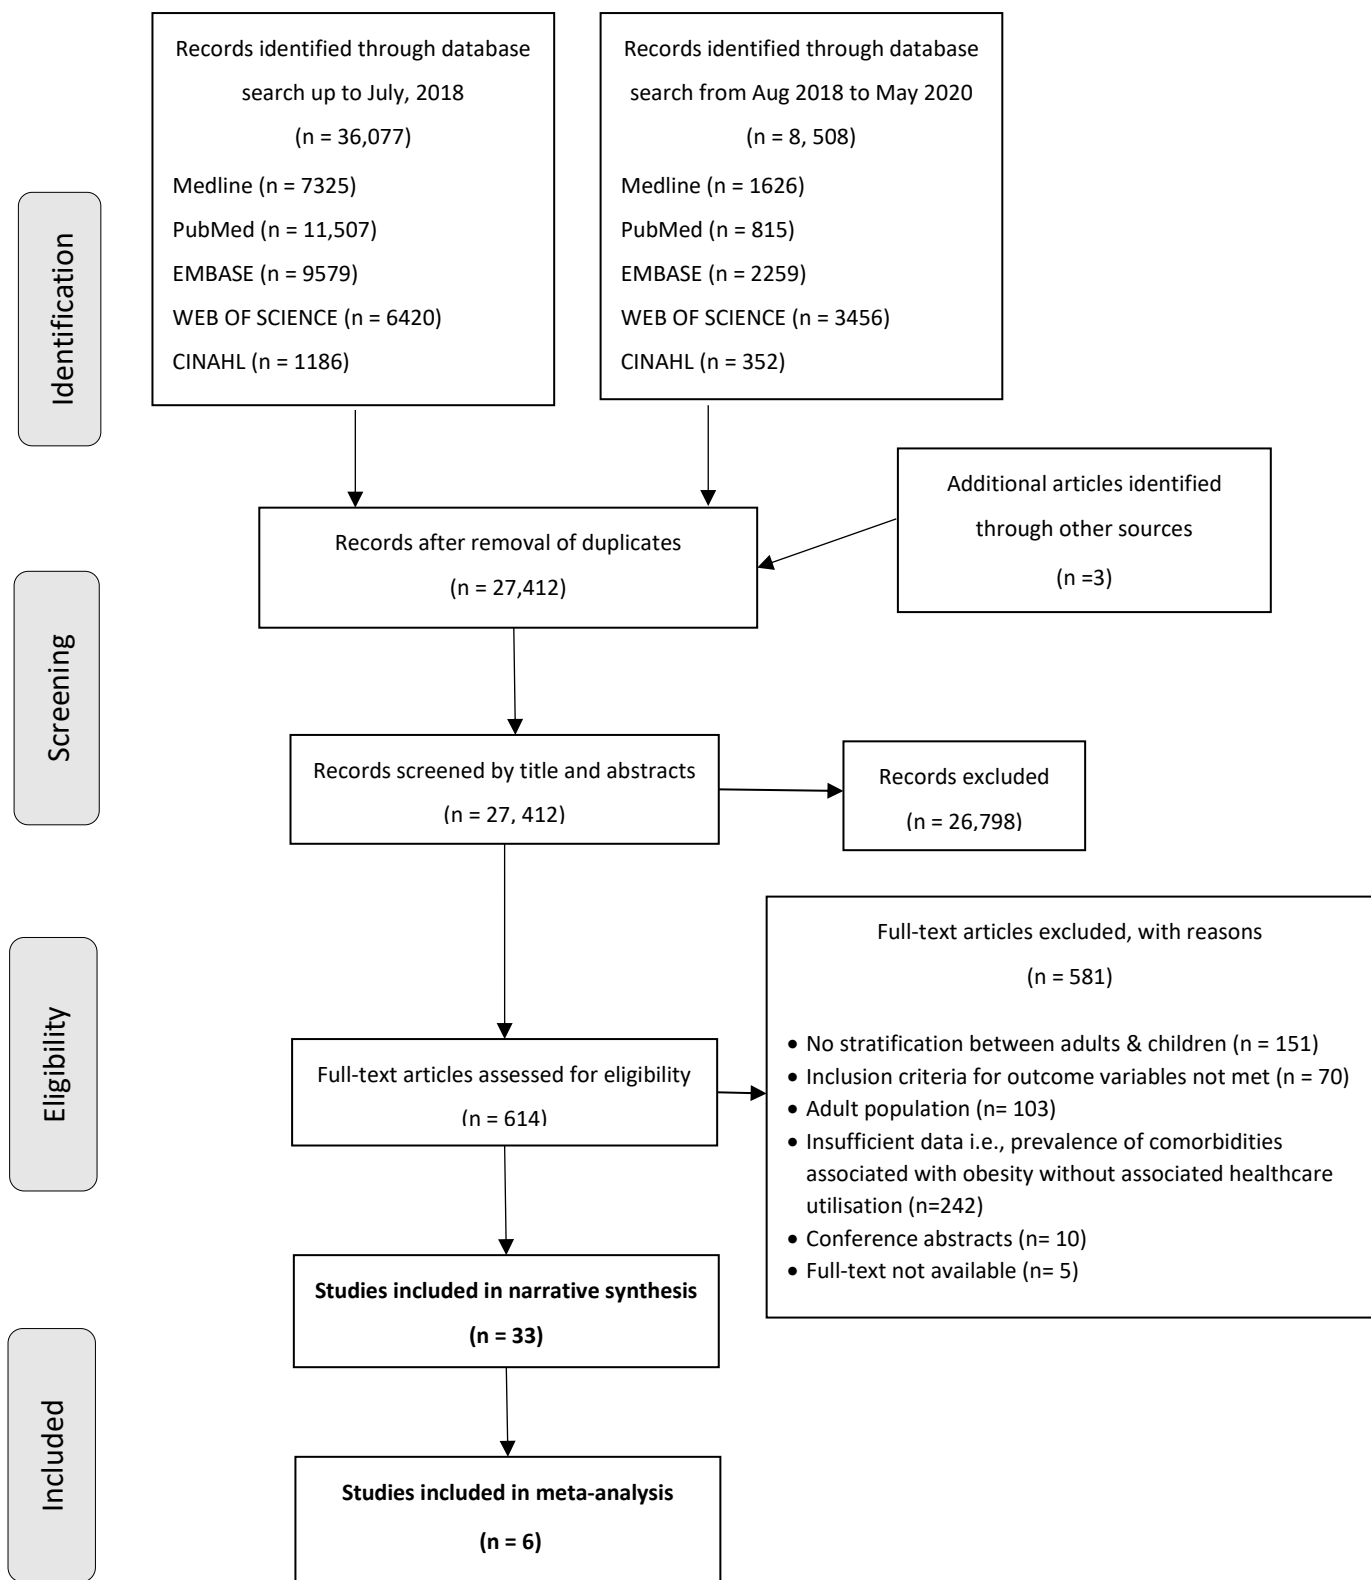 Records identified through database
search up to July, 2018
(n = 36,077)
Medline (n = 7325)
PubMed (n = 11,507)
EMBASE (n = 9579)
WEB OF SCIENCE (n = 6420)
CINAHL (n = 1186)
Records identified through database
search from Aug 2018 to May 2020
(n = 8, 508)
Medline (n = 1626)
PubMed (n = 815)
EMBASE (n = 2259)
WEB OF SCIENCE (n = 3456)
CINAHL (n = 352)
Identification
Additional articles identified
through other sources
(n =3)
Records after removal of duplicates
(n = 27,412)
Screening
Records screened by title and abstracts
(n = 27, 412)
Records excluded
(n = 26,798)
Eligibility
Full-text articles assessed for eligibility
(n = 614)
Full-text articles excluded, with reasons
(n = 581)
• No stratification between adults & children (n = 151)
• Inclusion criteria for outcome variables not met (n = 70)
• Adult population (n= 103)
• Insufficient data i.e., prevalence of comorbidities
associated with obesity without associated healthcare
utilisation (n=242)
• Conference abstracts (n= 10)
• Full-text not available (n= 5)
Studies included in narrative synthesis
(n = 33)
Included
Studies included in meta-analysis
(n = 6)